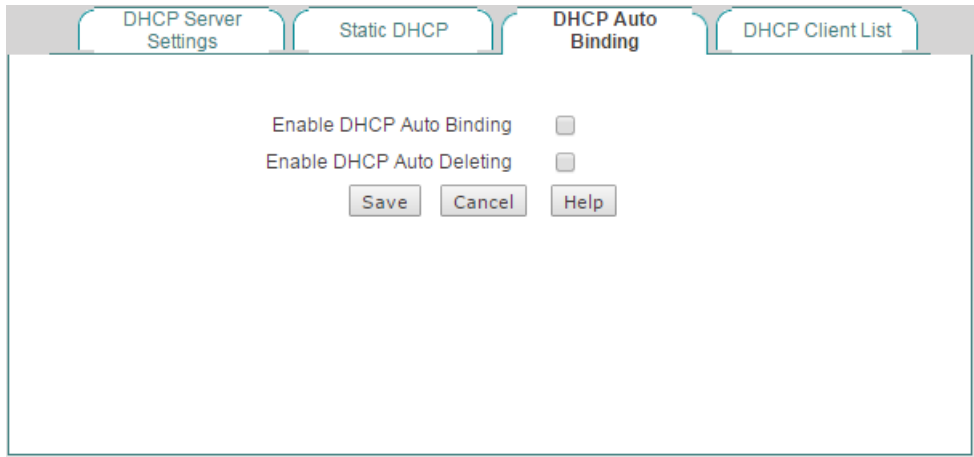 DHCP Server
Settings
Static DHCP
DHCP Auto
Binding
DHCP Client List
Enable DHCP Auto Binding
Enable DHCP Auto Deleting
Save Cancel Help